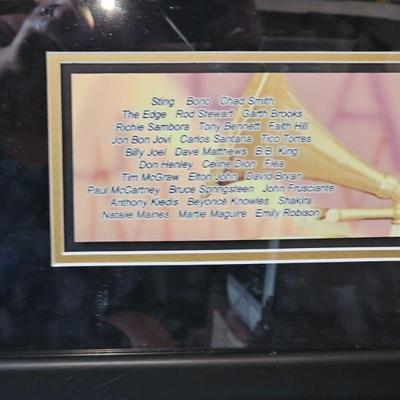 Sting Bono Chad Smith
The Edge Rod Stewart Garth Brooks
Richie Sambora Tony Bennett Faith Hill
Jon Bon Jovi Carlos Santana Tico Torres
Billy Joel Dave Matthews B.B. King
Don Henley Celine Dion Flea
Tim McGraw Elton John David Bryan
Paul McCartney Bruce Springsteen John Frusciante
Anthony Kiedis Beyoncé Knowles Shakira
Natalie Maines Martie Maguire Emily Robison